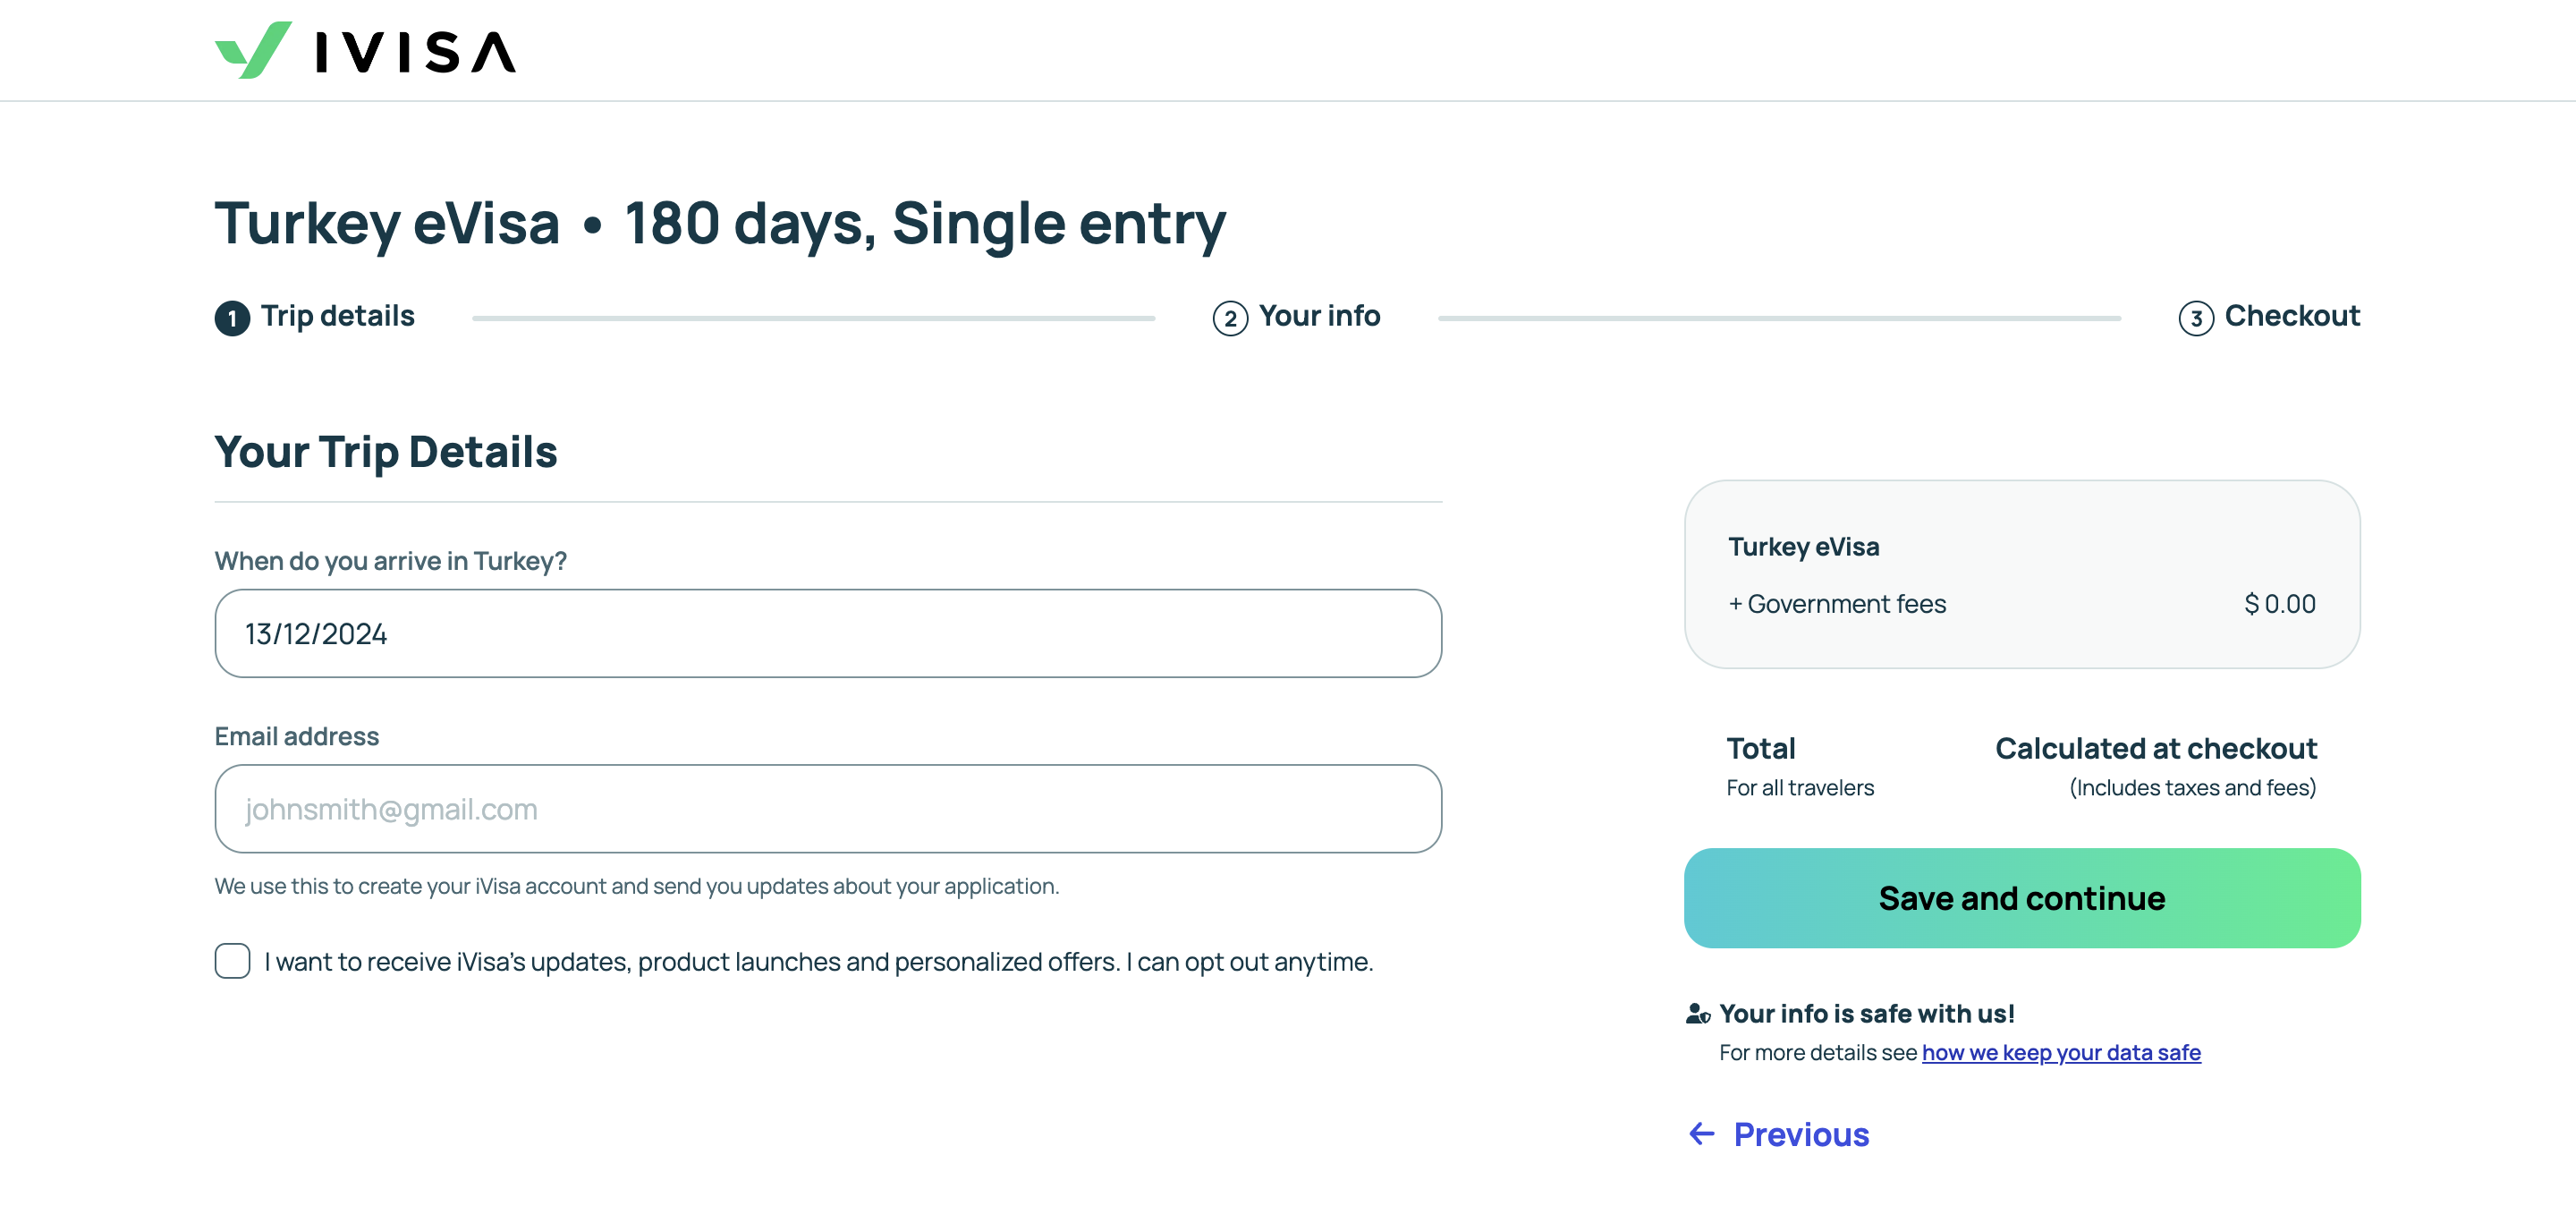 IVISA
Turkey eVisa • 180 days, Single entry
1 Trip details
2 Your info
3 Checkout
Your Trip Details
When do you arrive in Turkey?
13/12/2024
Email address
johnsmith@gmail.com
We use this to create your iVisa account and send you updates about your application.
I want to receive iVisa's updates, product launches and personalized offers. I can opt out anytime.
Turkey eVisa
+ Government fees $ 0.00
Total Calculated at checkout
For all travelers (Includes taxes and fees)
Save and continue
Your info is safe with us!
For more details see how we keep your data safe
← Previous